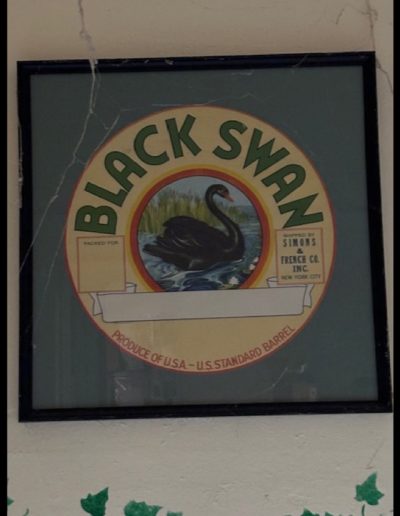 BLACK SWAN
PACKED FOR
SHIPPED BY
SIMONS
&
FRENCH CO.
INC.
NEW YORK CITY
PRODUCE OF U.S.A. - U.S. STANDARD BARREL